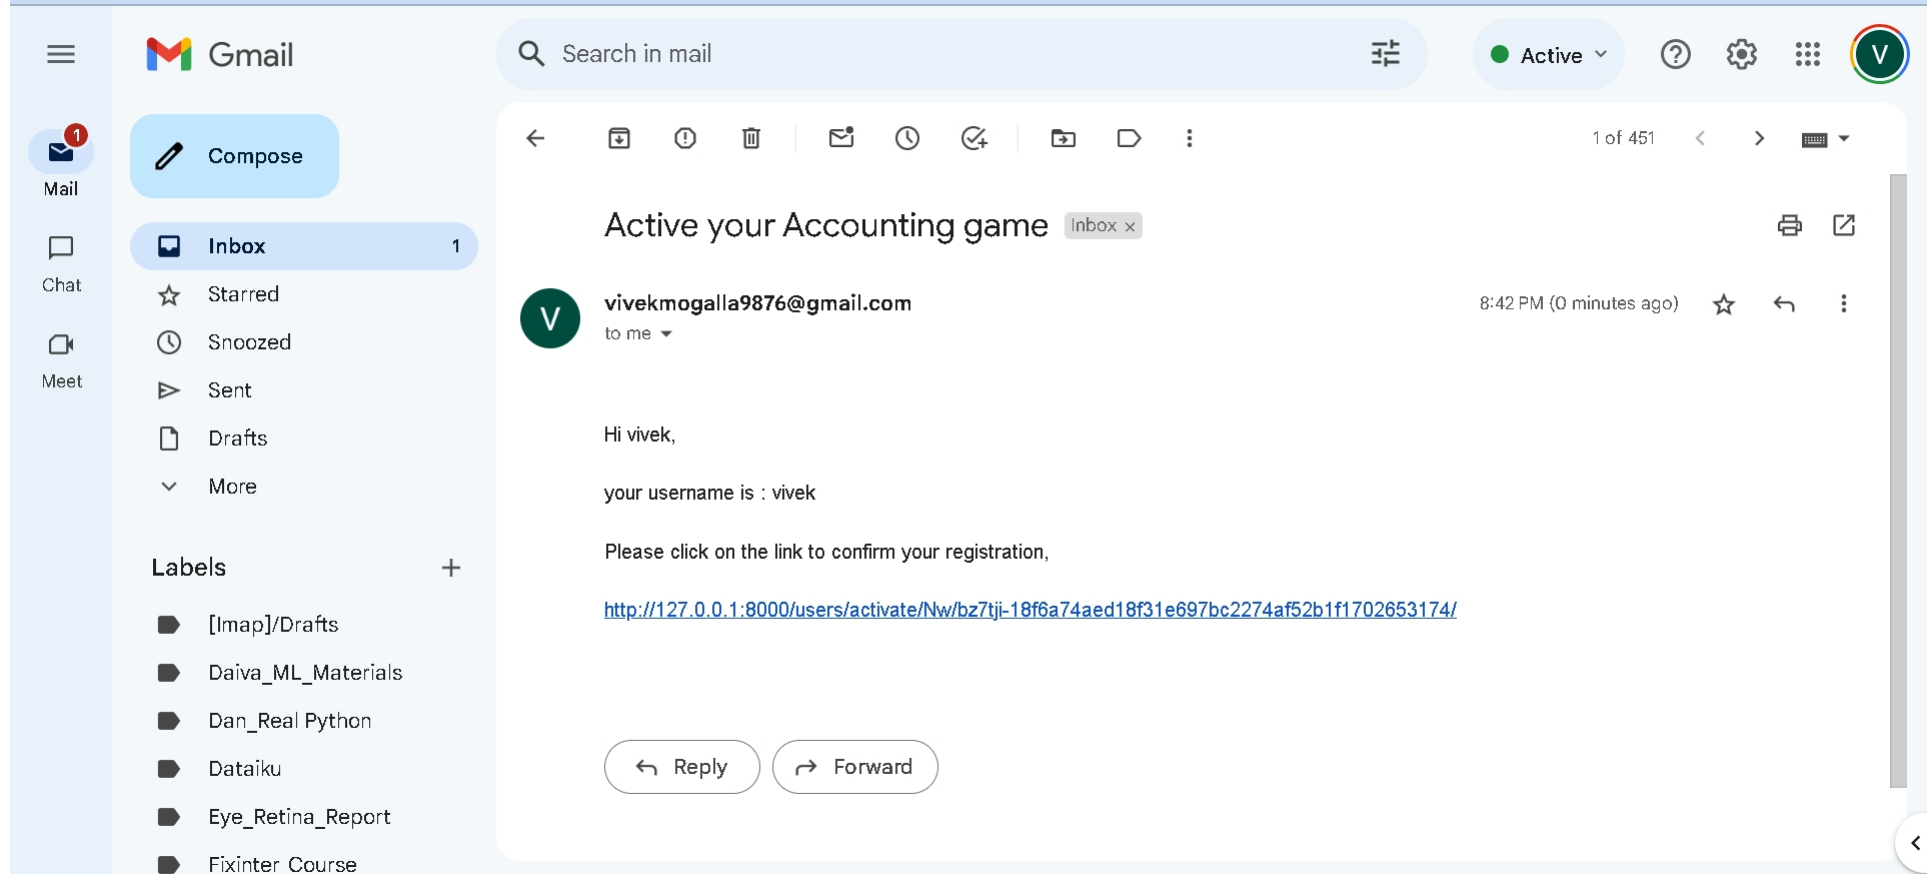 Gmail
Search in mail
Active
V
1
Mail
Chat
Meet
Compose
Inbox 1
Starred
Snoozed
Sent
Drafts
More
Labels
[Imap]/Drafts
Daiva_ML_Materials
Dan_Real Python
Dataiku
Eye_Retina_Report
Fixinter Course
1 of 451
Active your Accounting game Inbox x
V
vivekmogalla9876@gmail.com 8:42 PM (0 minutes ago)
to me
Hi vivek,
your username is : vivek
Please click on the link to confirm your registration,
http://127.0.0.1:8000/users/activate/Nw/bz7tji-18f6a74aed18f31e697bc2274af52b1f1702653174/
Reply Forward